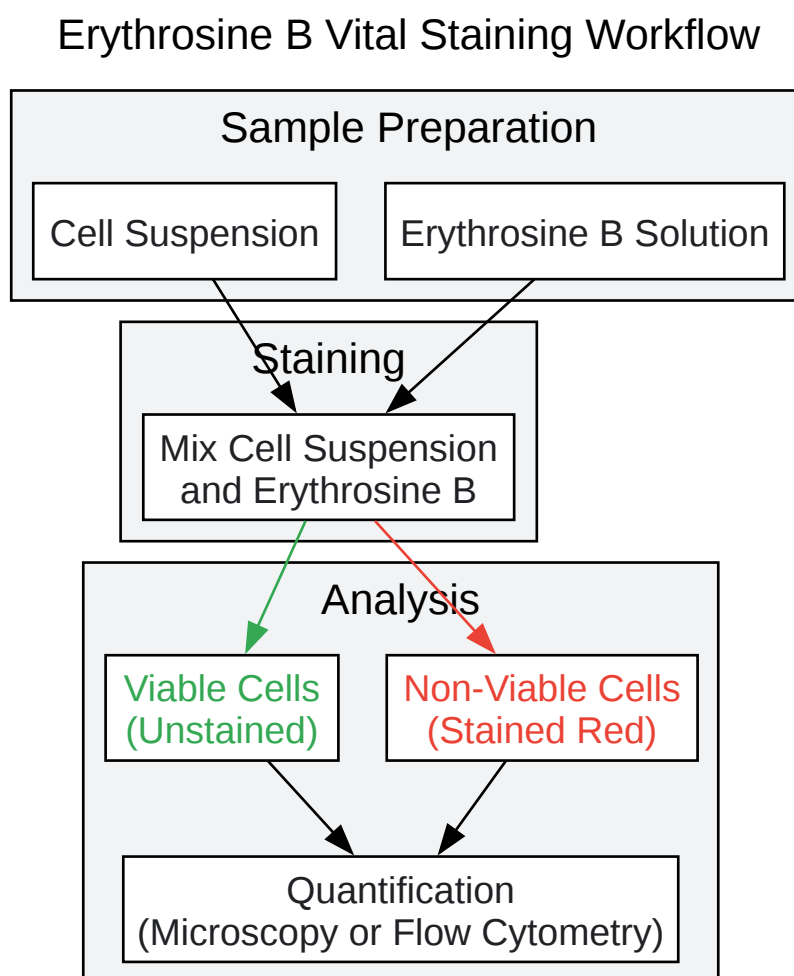 Erythrosine B Vital Staining Workflow
Sample Preparation
Cell Suspension
Erythrosine B Solution
Staining
Mix Cell Suspension
and Erythrosine B
Analysis
Viable Cells
(Unstained)
Non-Viable Cells
(Stained Red)
Quantification
(Microscopy or Flow Cytometry)